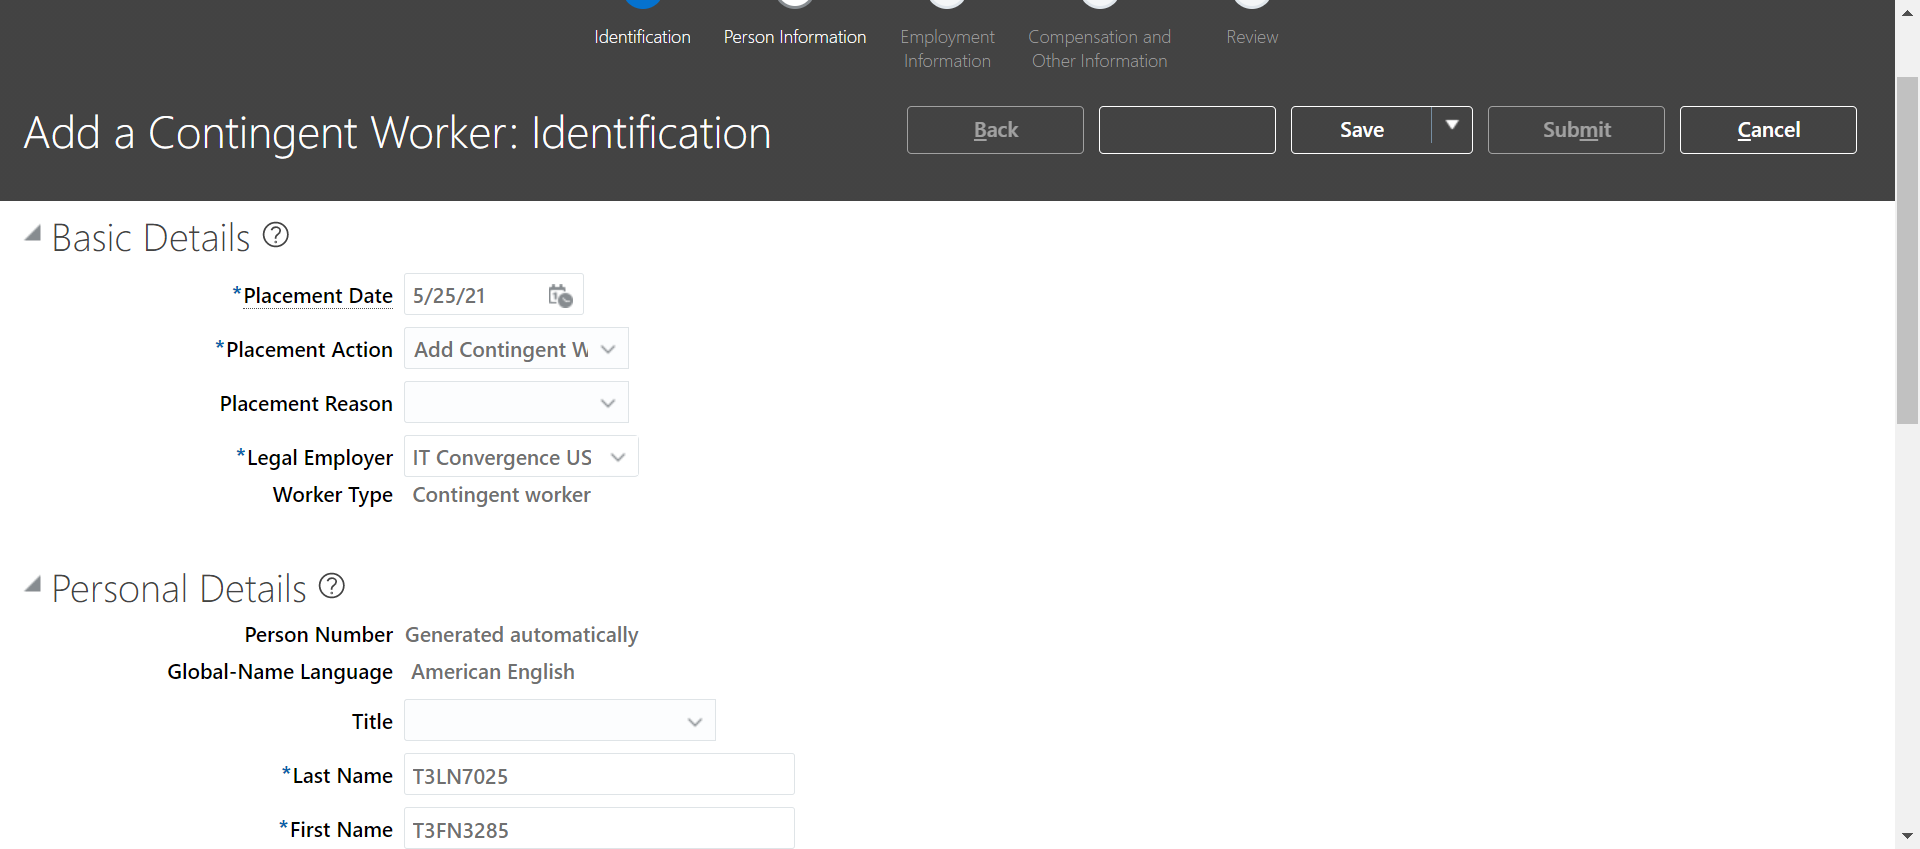 Identification
Person Information
Employment
Information
Compensation and
Other Information
Review
Add a Contingent Worker: Identification
Back
Save
Submit
Cancel
Basic Details
*Placement Date 5/25/21
*Placement Action Add Contingent W
Placement Reason
*Legal Employer IT Convergence US
Worker Type Contingent worker
Personal Details
Person Number Generated automatically
Global-Name Language American English
Title
*Last Name T3LN7025
*First Name T3FN3285